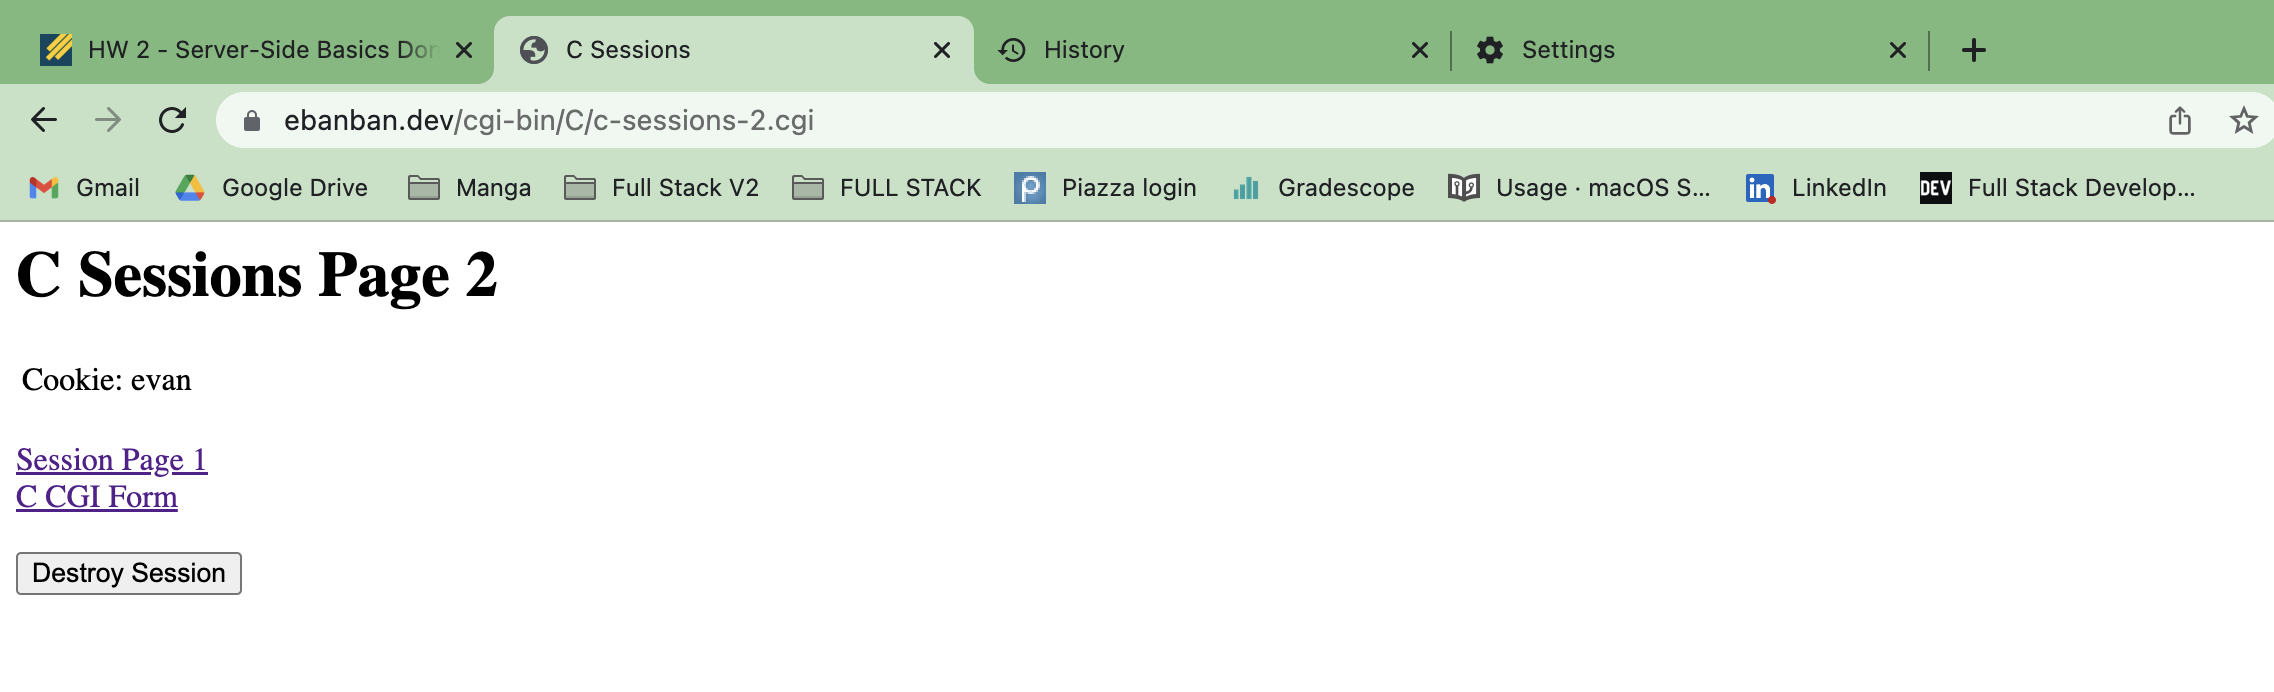 HW 2 - Server-Side Basics Dor
C Sessions
History
Settings
ebanban.dev/cgi-bin/C/c-sessions-2.cgi
Gmail Google Drive Manga Full Stack V2 FULL STACK Piazza login Gradescope Usage · macOS S... LinkedIn DEV Full Stack Develop...
C Sessions Page 2
Cookie: evan
Session Page 1
C CGI Form
Destroy Session